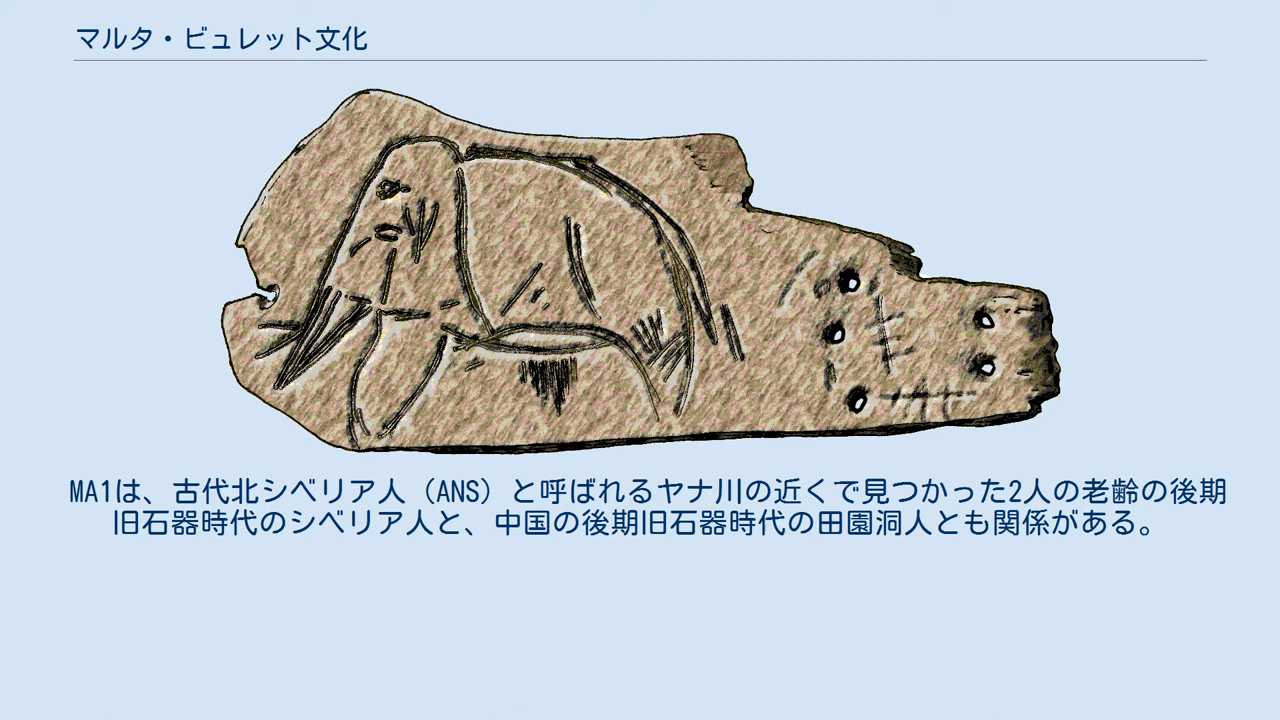 マルタ・ビュレット文化
MA1は、古代北シベリア人（ANS）と呼ばれるヤナ川の近くで見つかった2人の老齢の後期
旧石器時代のシベリア人と、中国の後期旧石器時代の田園洞人とも関係がある。